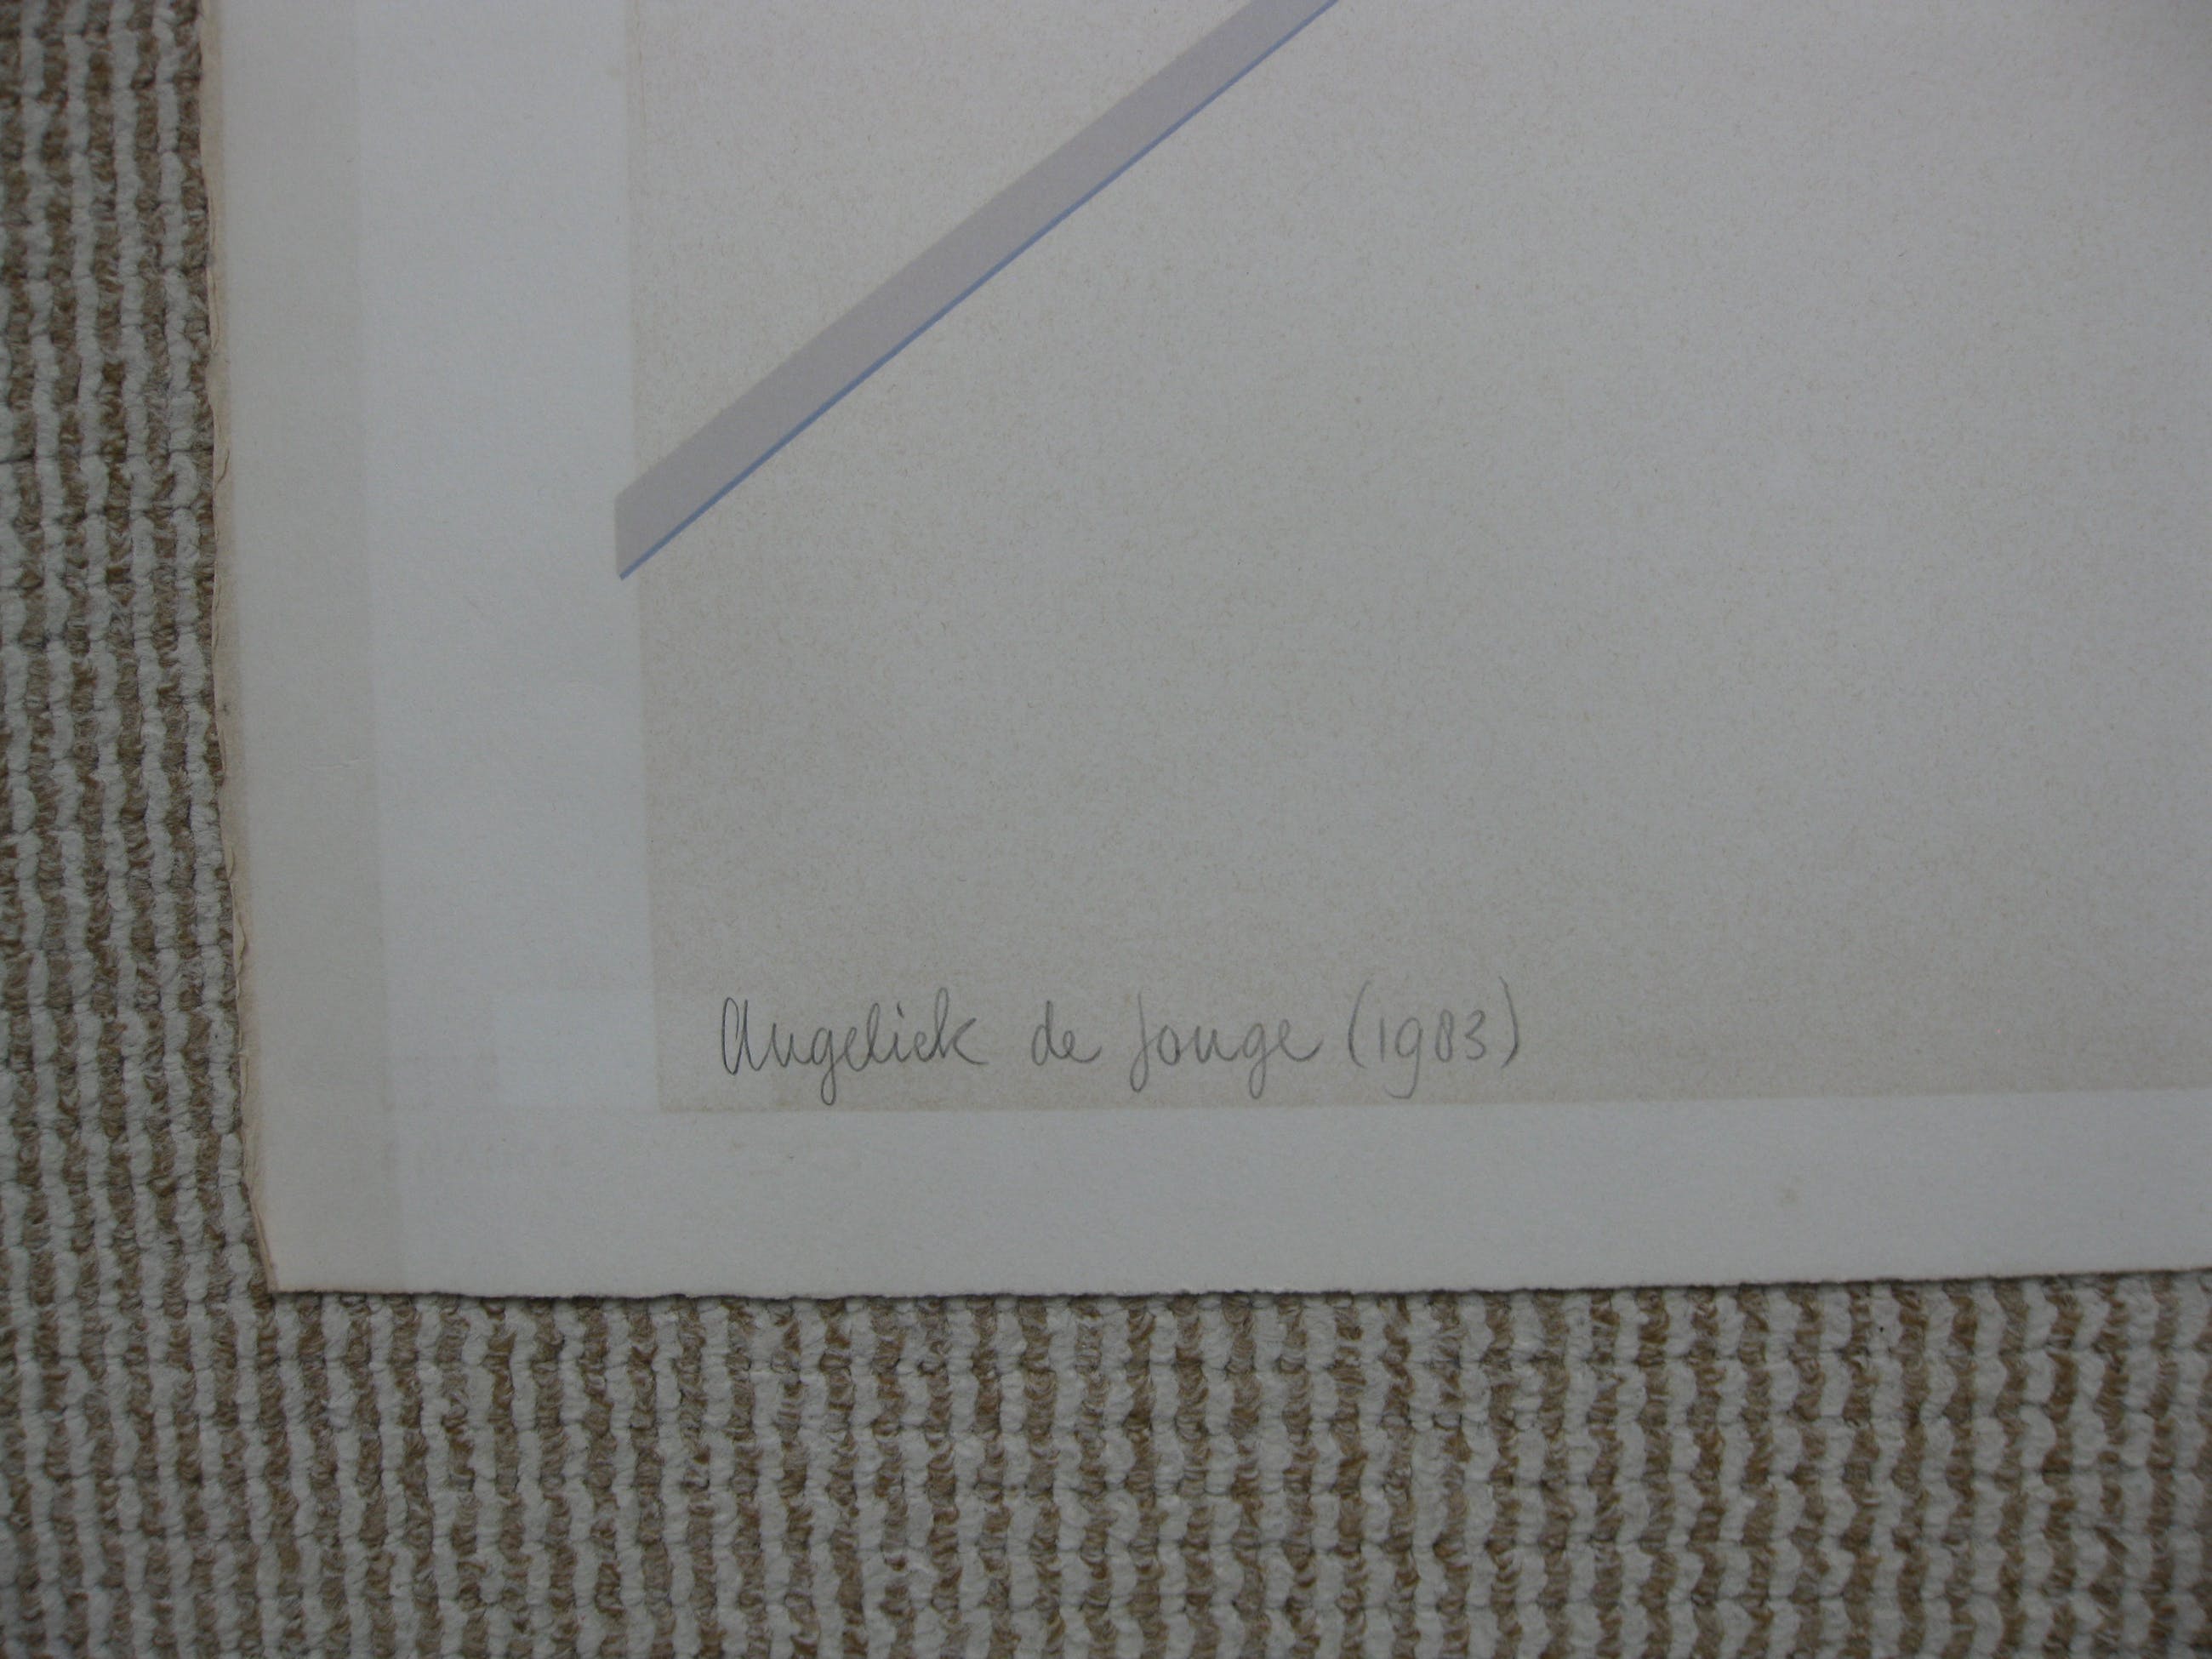 Angeliek de Jonge (1983)